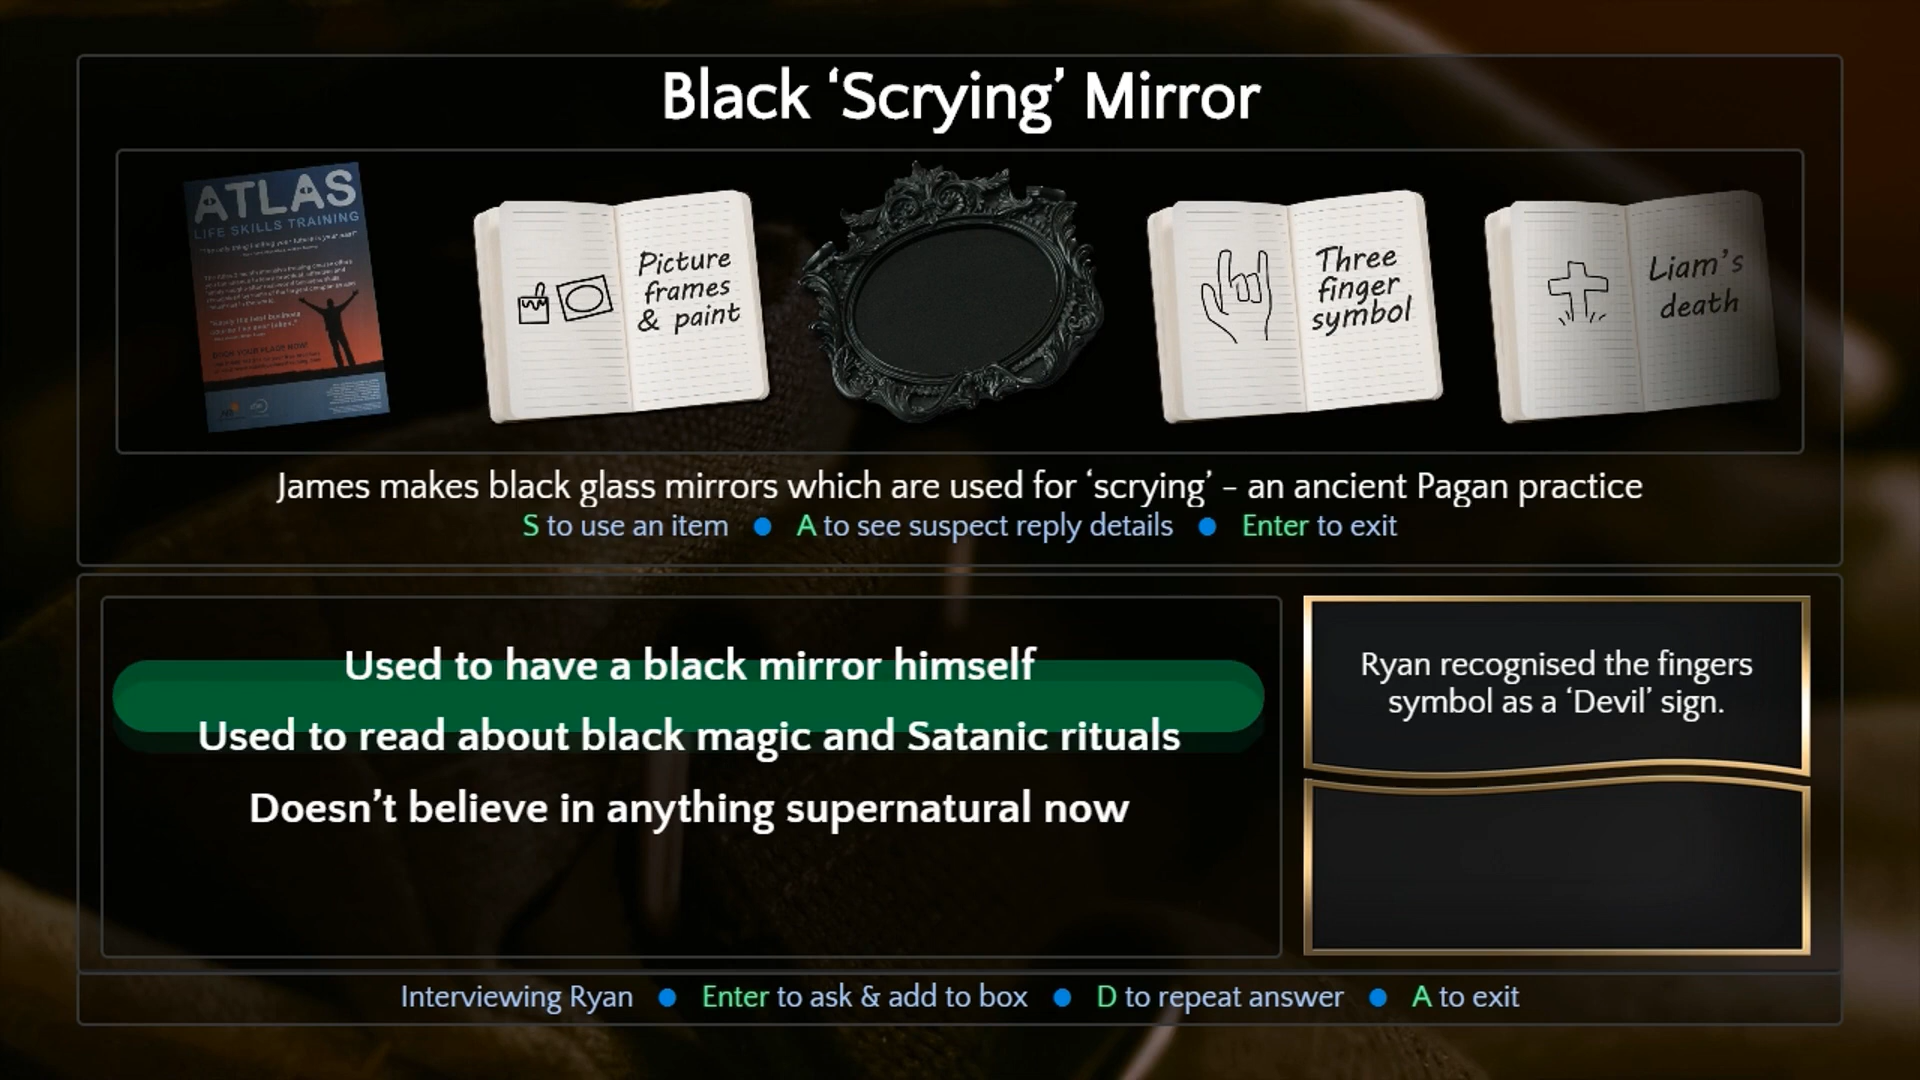 Black ‘Scrying’ Mirror
ATLAS
LIFE SKILLS TRAINING
Picture
frames
& paint
Three
finger
symbol
Liam’s
death
James makes black glass mirrors which are used for ‘scrying’ – an ancient Pagan practice
S to use an item ● A to see suspect reply details ● Enter to exit
Used to have a black mirror himself
Used to read about black magic and Satanic rituals
Doesn’t believe in anything supernatural now
Ryan recognised the fingers
symbol as a ‘Devil’ sign.
Interviewing Ryan ● Enter to ask & add to box ● D to repeat answer ● A to exit